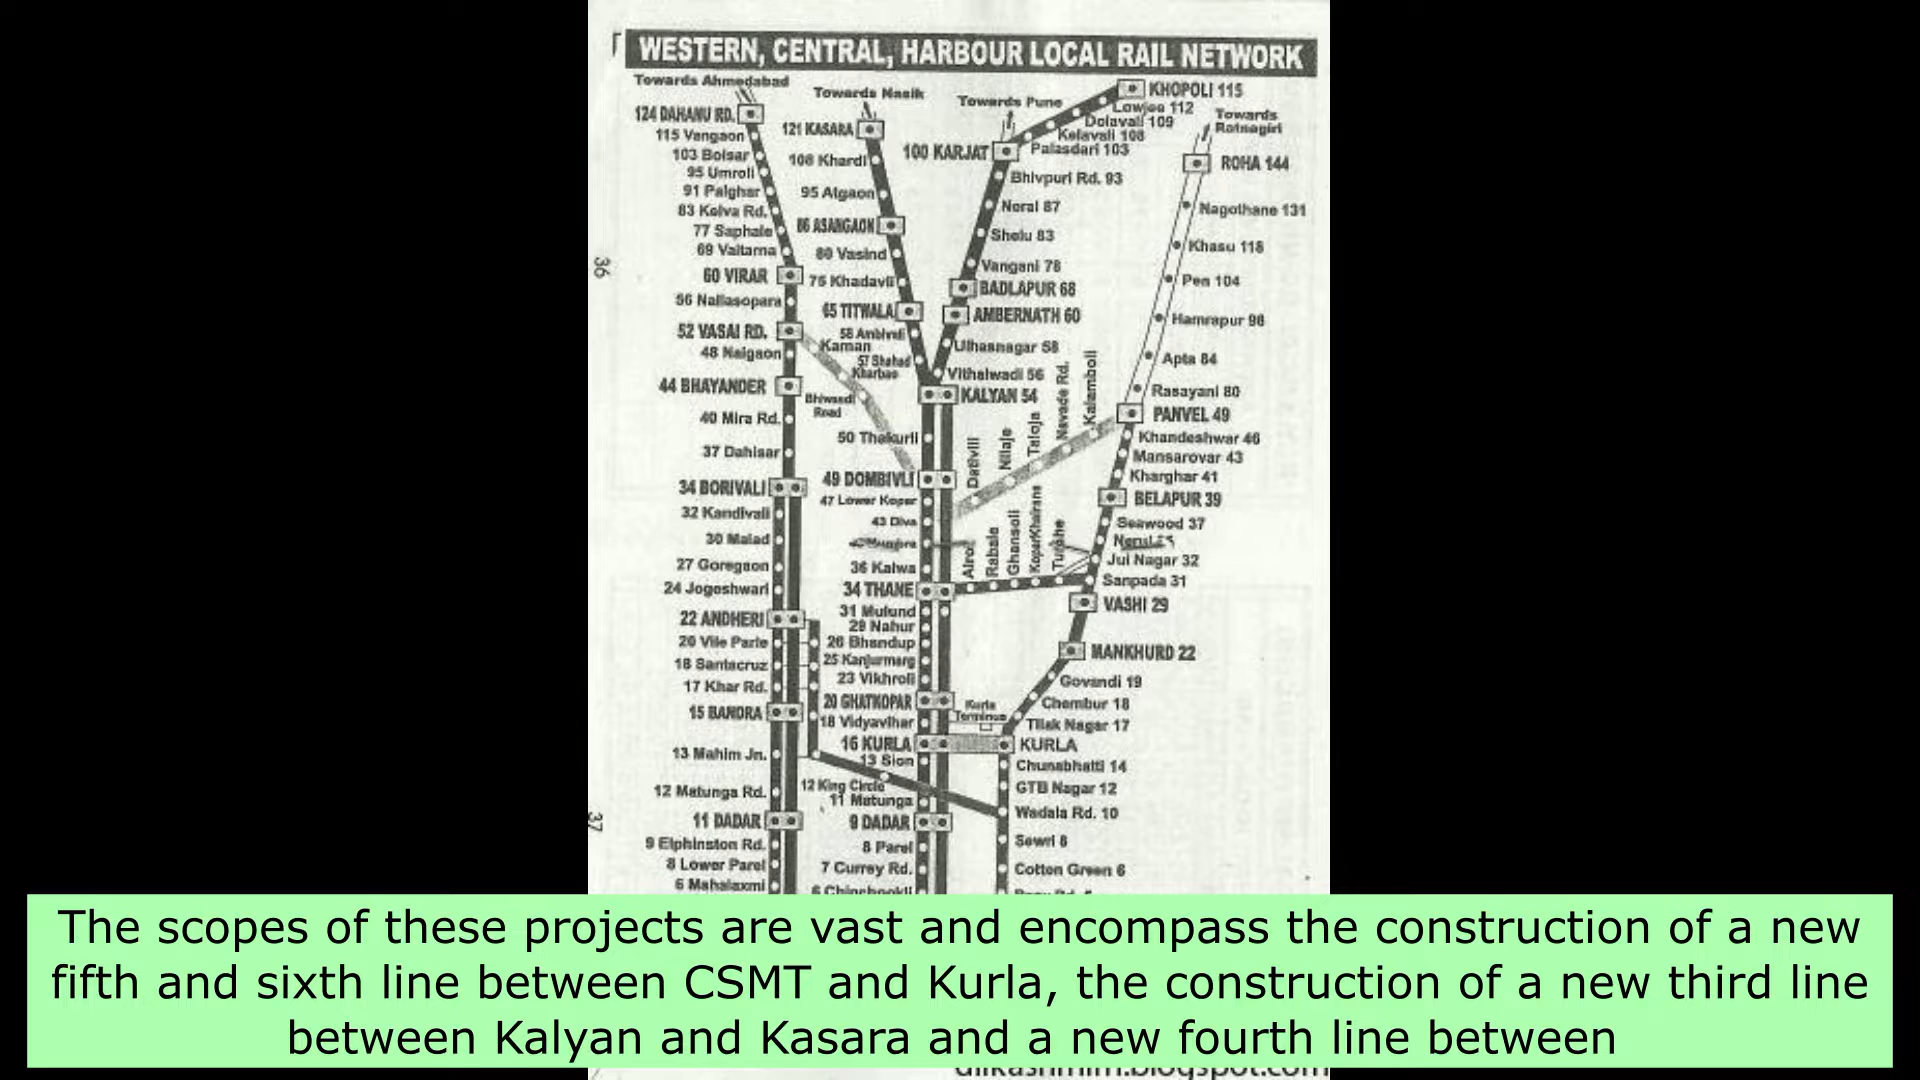 WESTERN, CENTRAL, HARBOUR LOCAL RAIL NETWORK
Towards Ahmedabad
124 DAHANU RD.
115 Vangaon
103 Boisar
95 Umroli
91 Palghar
83 Kelva Rd.
77 Saphale
69 Vaitarna
60 VIRAR
56 Nallasopara
52 VASAI RD.
48 Naigaon
44 BHAYANDER
40 Mira Rd.
37 Dahisar
34 BORIVALI
32 Kandivali
30 Malad
27 Goregaon
24 Jogeshwari
22 ANDHERI
20 Vile Parle
18 Santacruz
17 Khar Rd.
15 BANDRA
13 Mahim Jn.
12 Matunga Rd.
11 DADAR
9 Elphinston Rd.
8 Lower Parel
6 Mahalaxmi
36
37
Towards Nasik
121 KASARA
108 Khardi
95 Atgaon
86 ASANGAON
80 Vasind
75 Khadavli
65 TITWALA
58 Ambivli
57 Shahad
Kaman
Kharbao
Bhiwandi
Road
50 Thakurli
49 DOMBIVLI
47 Lower Koper
43 Diva
36 Kalwa
34 THANE
31 Mulund
29 Nahur
26 Bhandup
25 Kanjurmarg
23 Vikhroli
20 GHATKOPAR
18 Vidyavihar
16 KURLA
13 Sion
12 King Circle
11 Matunga
9 DADAR
8 Parel
7 Currey Rd.
6 Chinchpokli
Towards Pune
KHOPOLI 115
Lowjee 112
Dolavali 109
Kelavali 108
Palasdari 103
100 KARJAT
Bhivpuri Rd. 93
Neral 87
Shelu 83
Vangani 78
BADLAPUR 68
AMBERNATH 60
Ulhasnagar 58
Vithalwadi 56
KALYAN 54
Dativili
Nilaje
Taloja
Navade Rd.
Kalamboli
Rabale
Ghansoli
KoparKhairane
Turbhe
Kurla
Terminus
Towards
Ratnagiri
ROHA 144
Nagothane 131
Khasu 118
Pen 104
Hamrapur 96
Apta 84
Rasayani 80
PANVEL 49
Khandeshwar 46
Mansarovar 43
Kharghar 41
BELAPUR 39
Seawood 37
Jui Nagar 32
Sanpada 31
VASHI 29
MANKHURD 22
Govandi 19
Chembur 18
Tilak Nagar 17
KURLA
Chunabhatti 14
GTB Nagar 12
Wadala Rd. 10
Sewri 8
Cotton Green 6
The scopes of these projects are vast and encompass the construction of a new
fifth and sixth line between CSMT and Kurla, the construction of a new third line
between Kalyan and Kasara and a new fourth line between